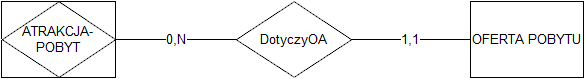 ATRAKCJA-
POBYT
0,N
DotyczyOA
1,1
OFERTA POBYTU